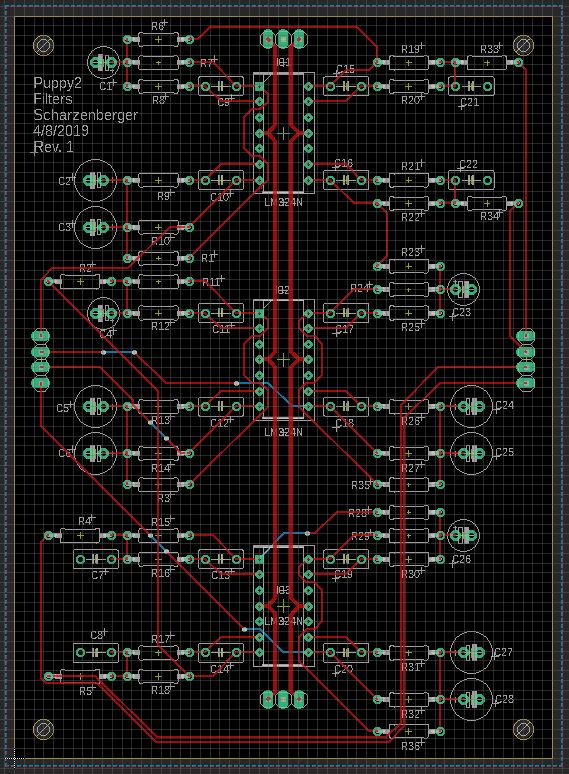 R6
R7
R8
C1
C9
IC1
C15
R19
R33
R20
C21
Puppy2
Filters
Scharzenberger
4/8/2019
Rev. 1
C2
R9
C10
C16
R21
C22
R22
R34
LM324N
C3
R10
R1
R2
R11
R23
R24
C23
IC2
C4
R12
C11
C17
R25
C5
R13
C12
C18
R26
C24
LM324N
C6
R14
R27
C25
R3
R35
R28
R4
R15
R29
C7
R16
C13
C19
R30
C26
IC3
LM324N
C8
R17
C14
C20
R31
C27
R5
R18
R32
C28
R36